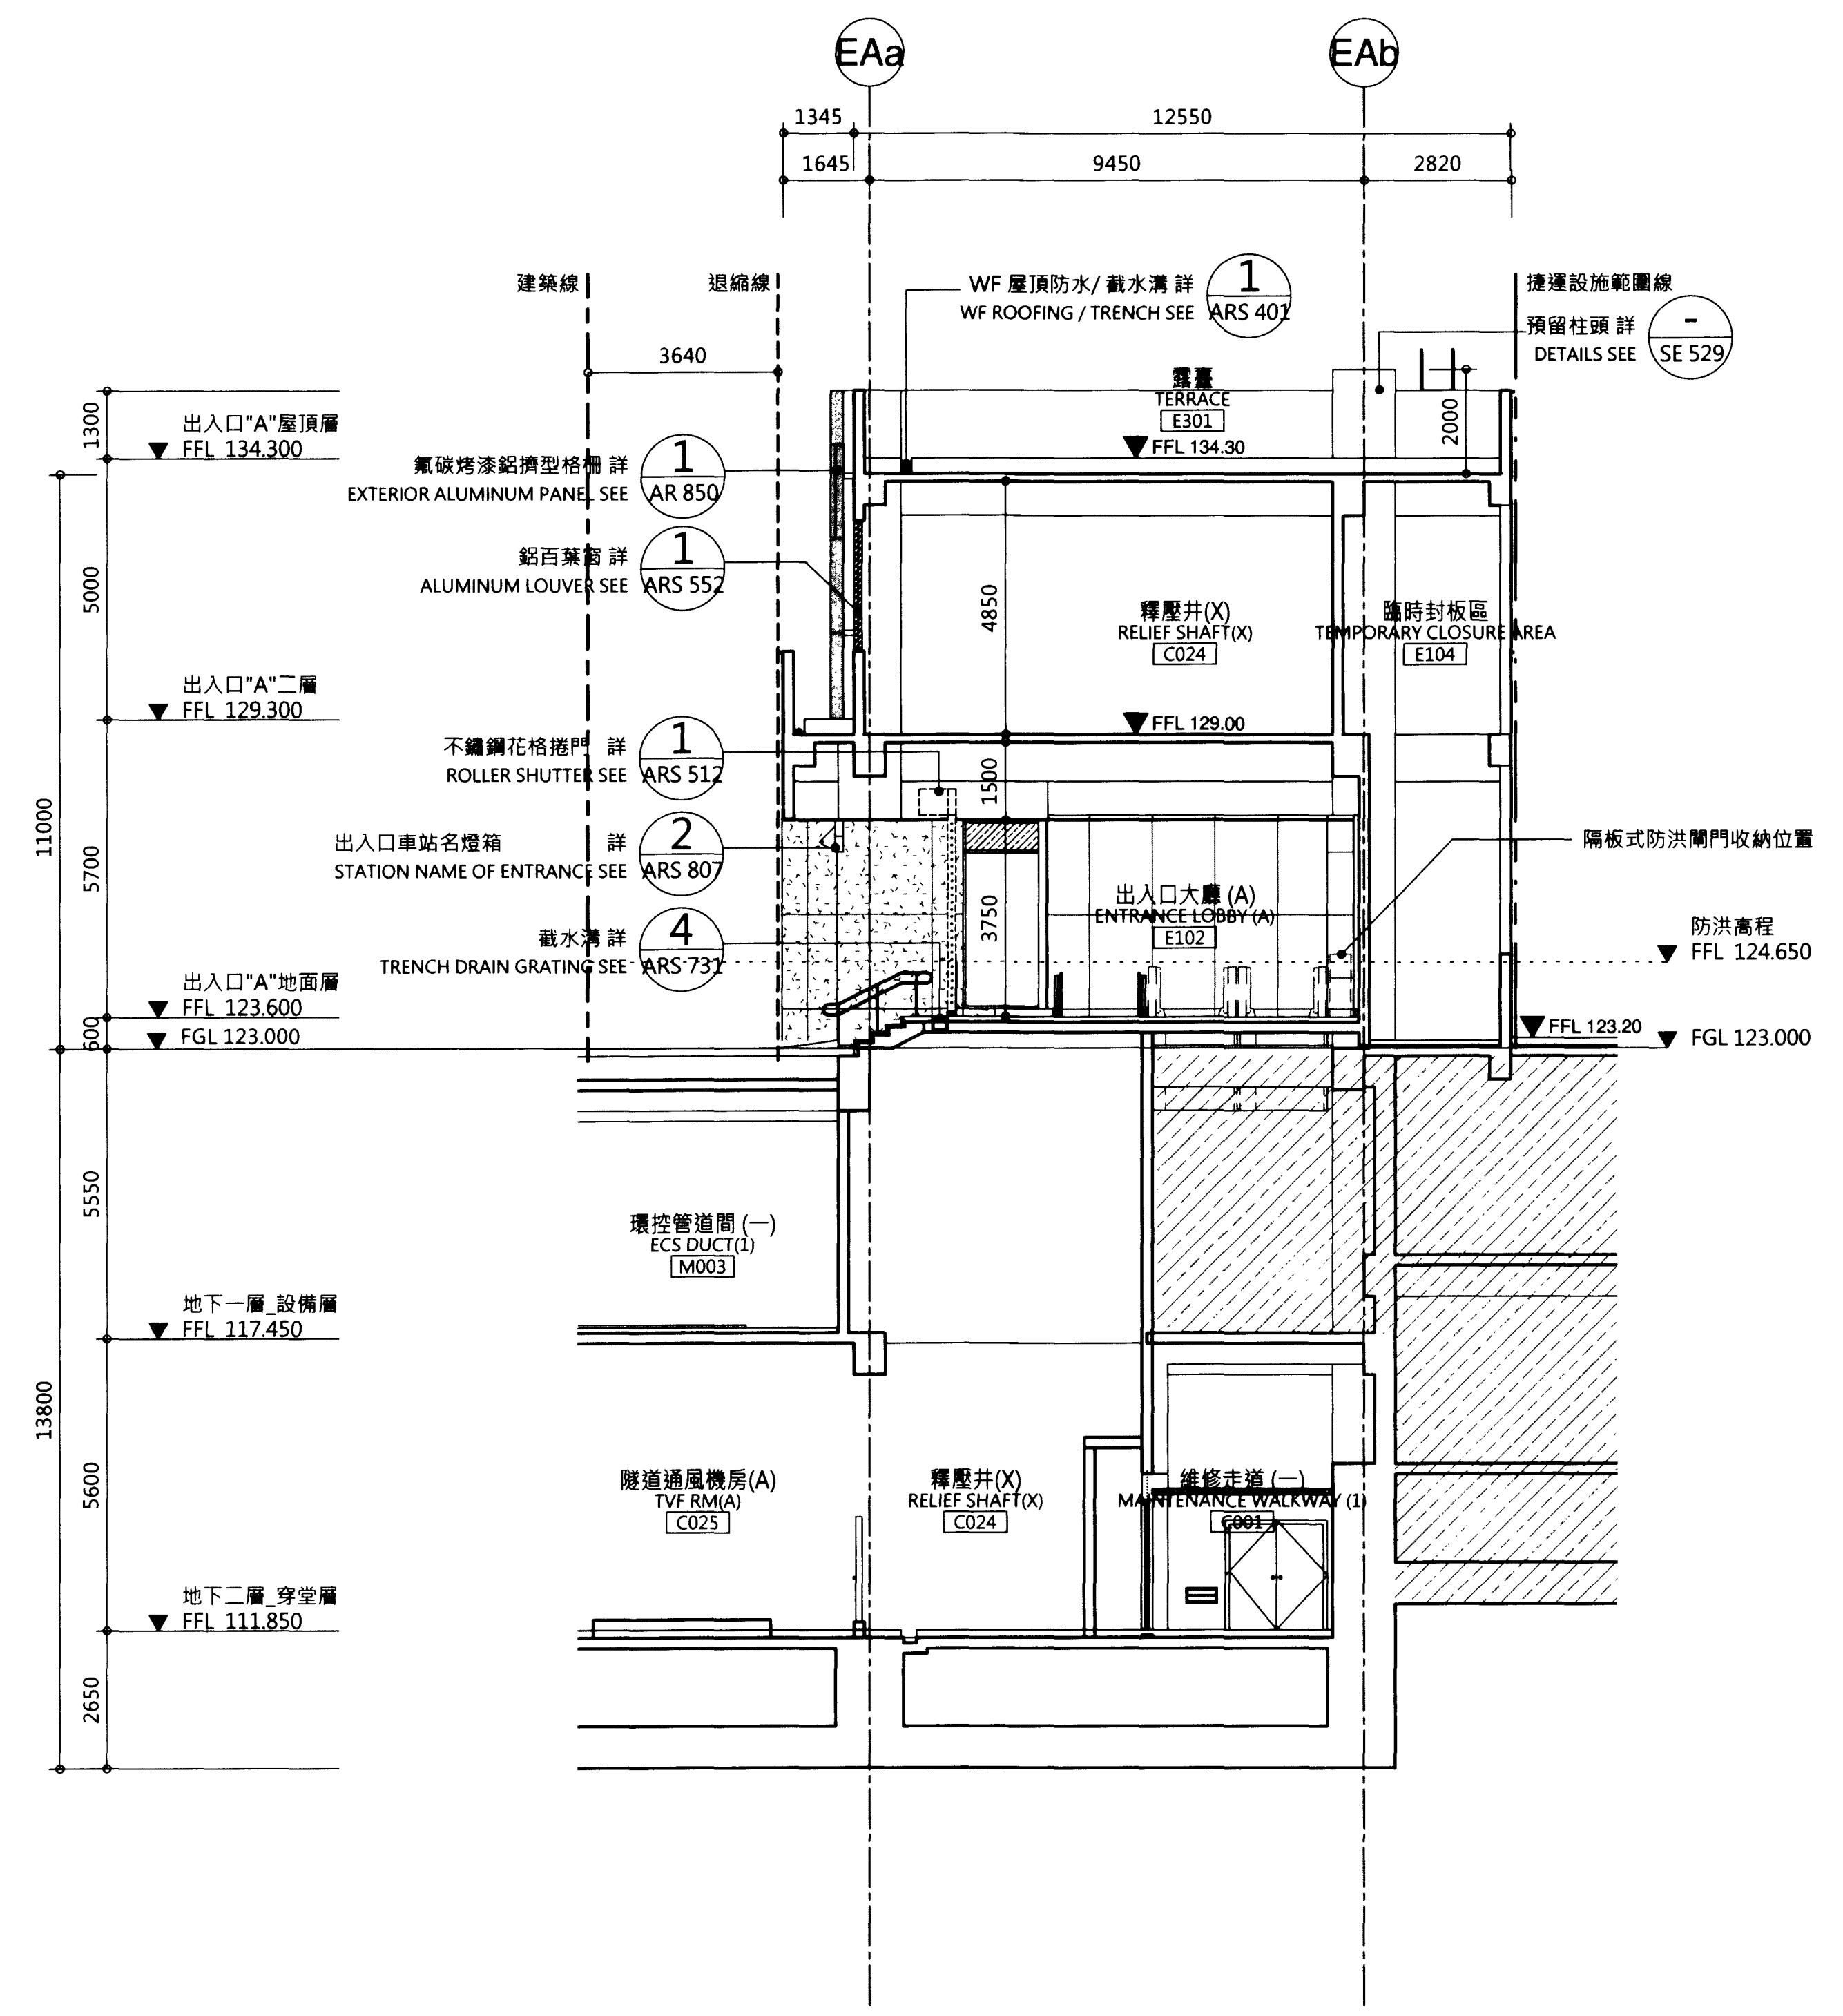 EAa
EAb
1345
12550
1645
9450
2820
建築線
退縮線
WF 屋頂防水/ 截水溝 詳
WF ROOFING / TRENCH SEE
1
ARS 401
捷運設施範圍線
預留柱頭 詳
DETAILS SEE
-
SE 529
3640
露臺
TERRACE
E301
FFL 134.30
2000
1300
出入口"A"屋頂層
FFL 134.300
氟碳烤漆鋁擠型格柵 詳
EXTERIOR ALUMINUM PANEL SEE
1
AR 850
鋁百葉窗 詳
ALUMINUM LOUVER SEE
1
ARS 552
5000
4850
釋壓井(X)
RELIEF SHAFT(X)
C024
臨時封板區
TEMPORARY CLOSURE AREA
E104
出入口"A"二層
FFL 129.300
FFL 129.00
不鏽鋼花格捲門 詳
ROLLER SHUTTER SEE
1
ARS 512
1500
11000
5700
出入口車站名燈箱 詳
STATION NAME OF ENTRANCE SEE
2
ARS 807
隔板式防洪閘門收納位置
3750
出入口大廳 (A)
ENTRANCE LOBBY (A)
E102
截水溝 詳
TRENCH DRAIN GRATING SEE
4
ARS 731
防洪高程
FFL 124.650
出入口"A"地面層
FFL 123.600
600
FGL 123.000
FFL 123.20
FGL 123.000
5550
環控管道間 (一)
ECS DUCT(1)
M003
地下一層_設備層
FFL 117.450
13800
5600
隧道通風機房(A)
TVF RM(A)
C025
釋壓井(X)
RELIEF SHAFT(X)
C024
維修走道 (一)
MAINTENANCE WALKWAY (1)
C001
地下二層_穿堂層
FFL 111.850
2650